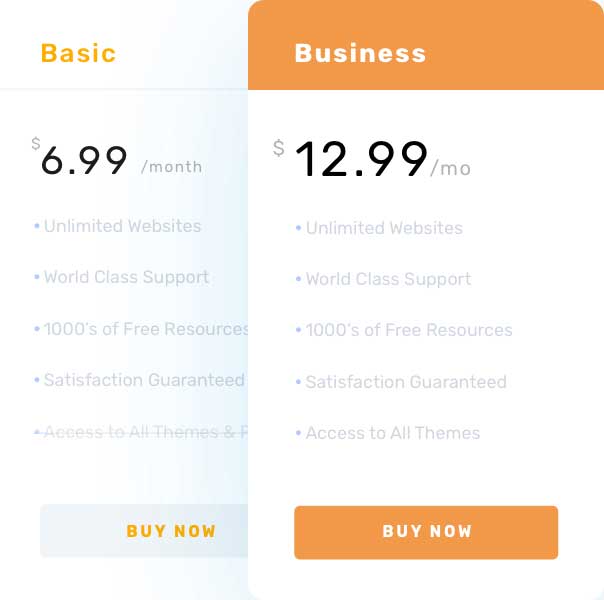 Basic
$6.99 /month
• Unlimited Websites
• World Class Support
• 1000's of Free Resources
• Satisfaction Guaranteed
• Access to All Themes &
BUY NOW
Business
$12.99/mo
• Unlimited Websites
• World Class Support
• 1000's of Free Resources
• Satisfaction Guaranteed
• Access to All Themes
BUY NOW